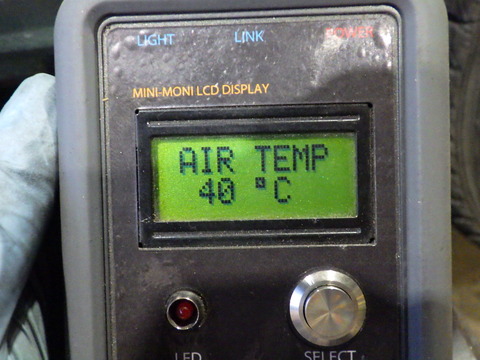 LIGHT LINK POWER
MINI-MONI LCD DISPLAY
AIR TEMP
40 °C
LED SELECT